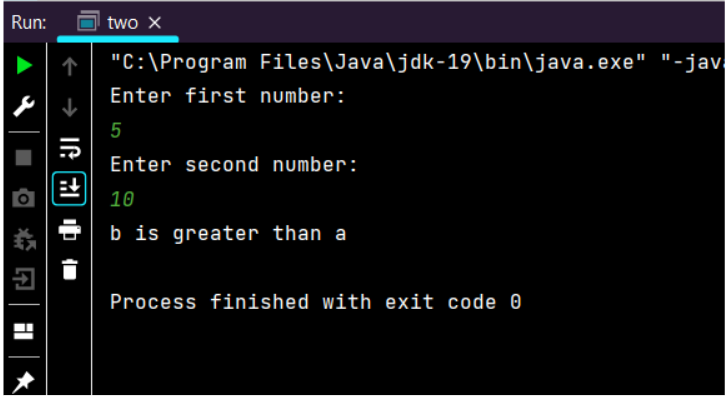 Run: two ×
"C:\Program Files\Java\jdk-19\bin\java.exe" "-jav
Enter first number:
5
Enter second number:
10
b is greater than a
Process finished with exit code 0